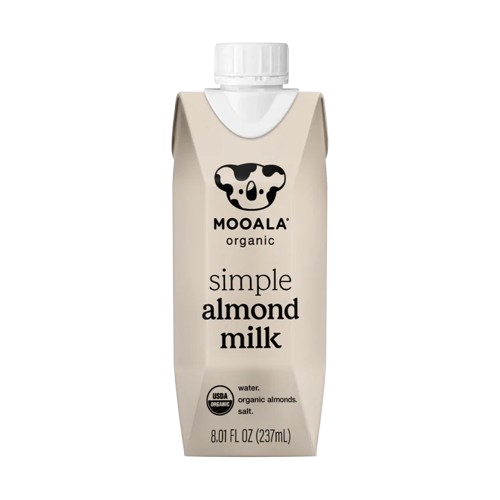 MOOALA®
organic
simple
almond
milk
USDA
ORGANIC
water.
organic almonds.
salt.
8.01 FL OZ (237mL)